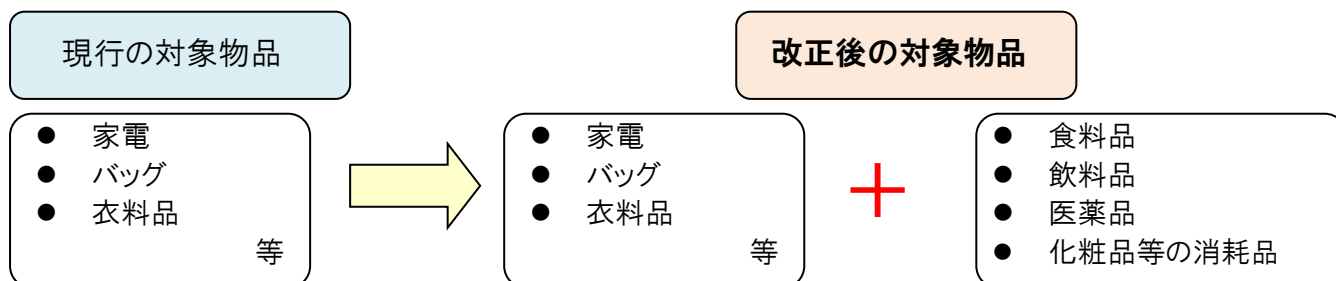 現行の対象物品
改正後の対象物品
● 家電
● バッグ
● 衣料品
等
● 家電
● バッグ
● 衣料品
等
● 食料品
● 飲料品
● 医薬品
● 化粧品等の消耗品